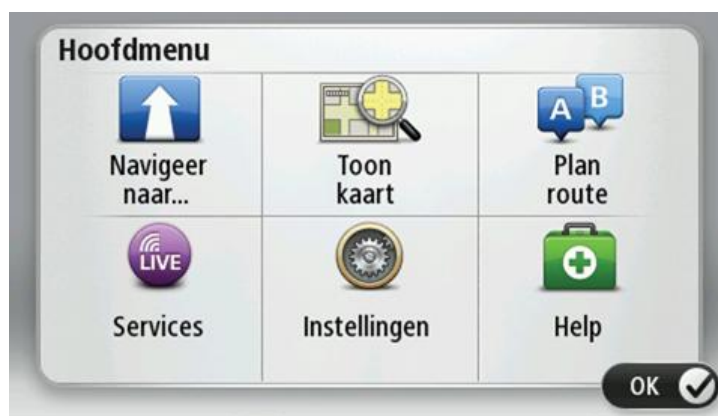 Hoofdmenu
Navigeer
naar...
Toon
kaart
A B
Plan
route
LIVE
Services
Instellingen
Help
OK